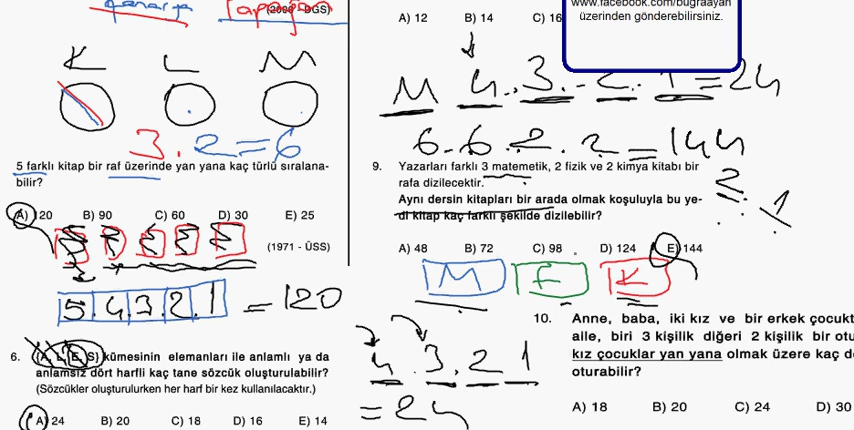 kanarya
Papağan
(2000 - DGS)
K L M
3 . 2 = 6
5 farklı kitap bir raf üzerinde yan yana kaç türlü sıralana-
bilir?
A) 120 B) 90 C) 60 D) 30 E) 25
(1971 - ÜSS)
5.4.3.2.1 = 120
6. {A, L, E, S} kümesinin elemanları ile anlamlı ya da
anlamsız dört harfli kaç tane sözcük oluşturulabilir?
(Sözcükler oluşturulurken her harf bir kez kullanılacaktır.)
A) 24 B) 20 C) 18 D) 16 E) 14
A) 12 B) 14 C) 16
www.facebook.com/bugraayan
üzerinden gönderebilirsiniz.
M 4 . 3 . 2 . 1 = 24
6 . 6 . 2 . 2 = 144
9. Yazarları farklı 3 matemetik, 2 fizik ve 2 kimya kitabı bir
rafa dizilecektir.
Aynı dersin kitapları bir arada olmak koşuluyla bu ye-
di kitap kaç farklı şekilde dizilebilir?
2 . 1
A) 48 B) 72 C) 98 D) 124 E) 144
M F K
4 . 3 . 2 1
= 24
10. Anne, baba, iki kız ve bir erkek çocukt
aile, biri 3 kişilik diğeri 2 kişilik bir otu
kız çocuklar yan yana olmak üzere kaç d
oturabilir?
A) 18 B) 20 C) 24 D) 30